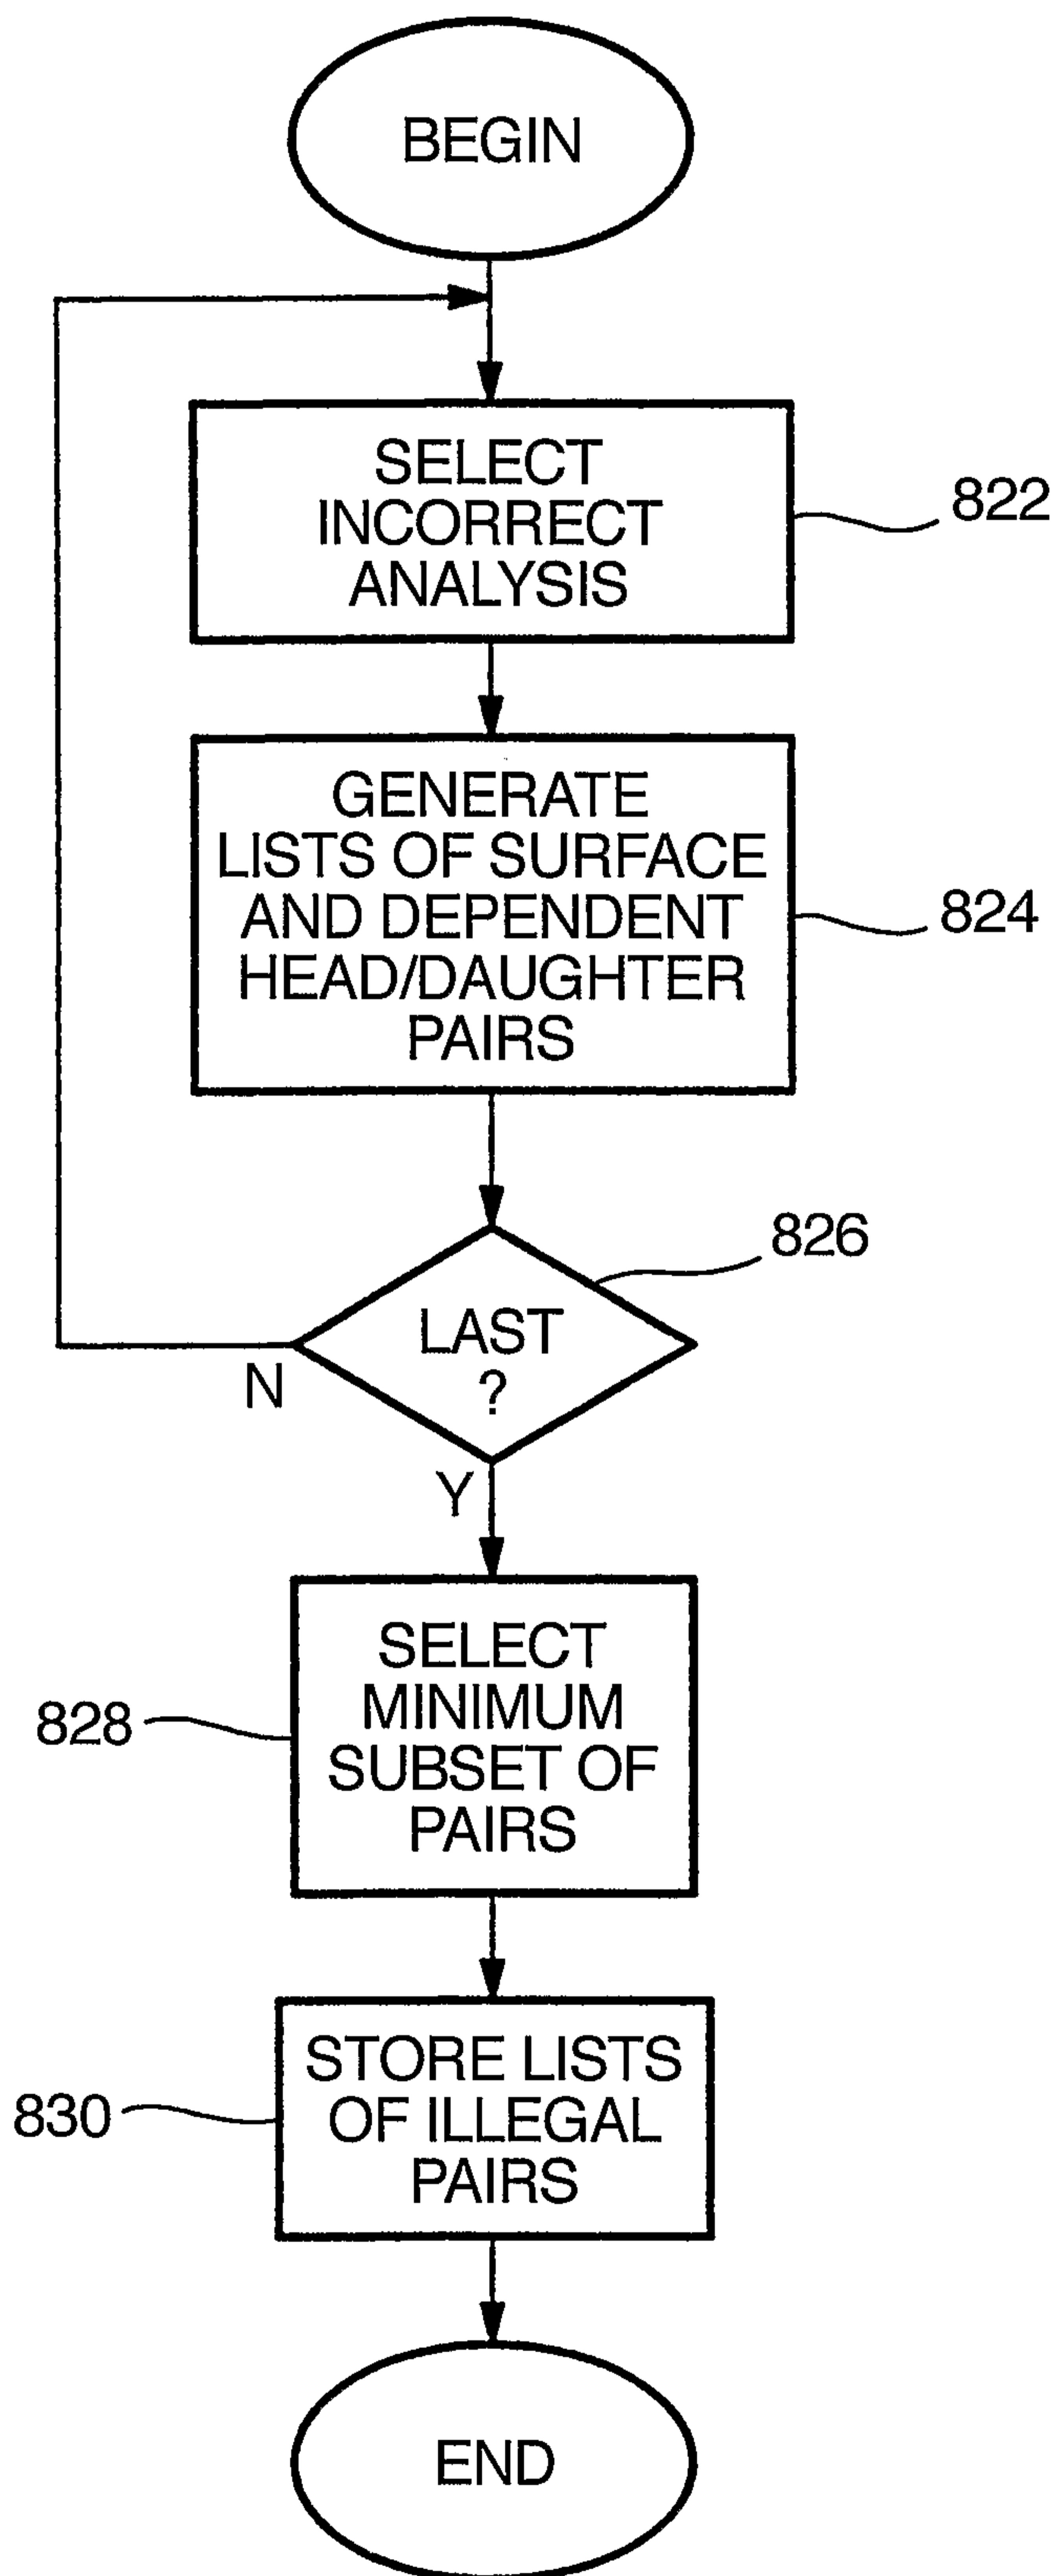 BEGIN
SELECT
INCORRECT
ANALYSIS
822
GENERATE
LISTS OF SURFACE
AND DEPENDENT
HEAD/DAUGHTER
PAIRS
824
826
LAST
?
N
Y
SELECT
MINIMUM
SUBSET OF
PAIRS
828
STORE LISTS
OF ILLEGAL
PAIRS
830
END